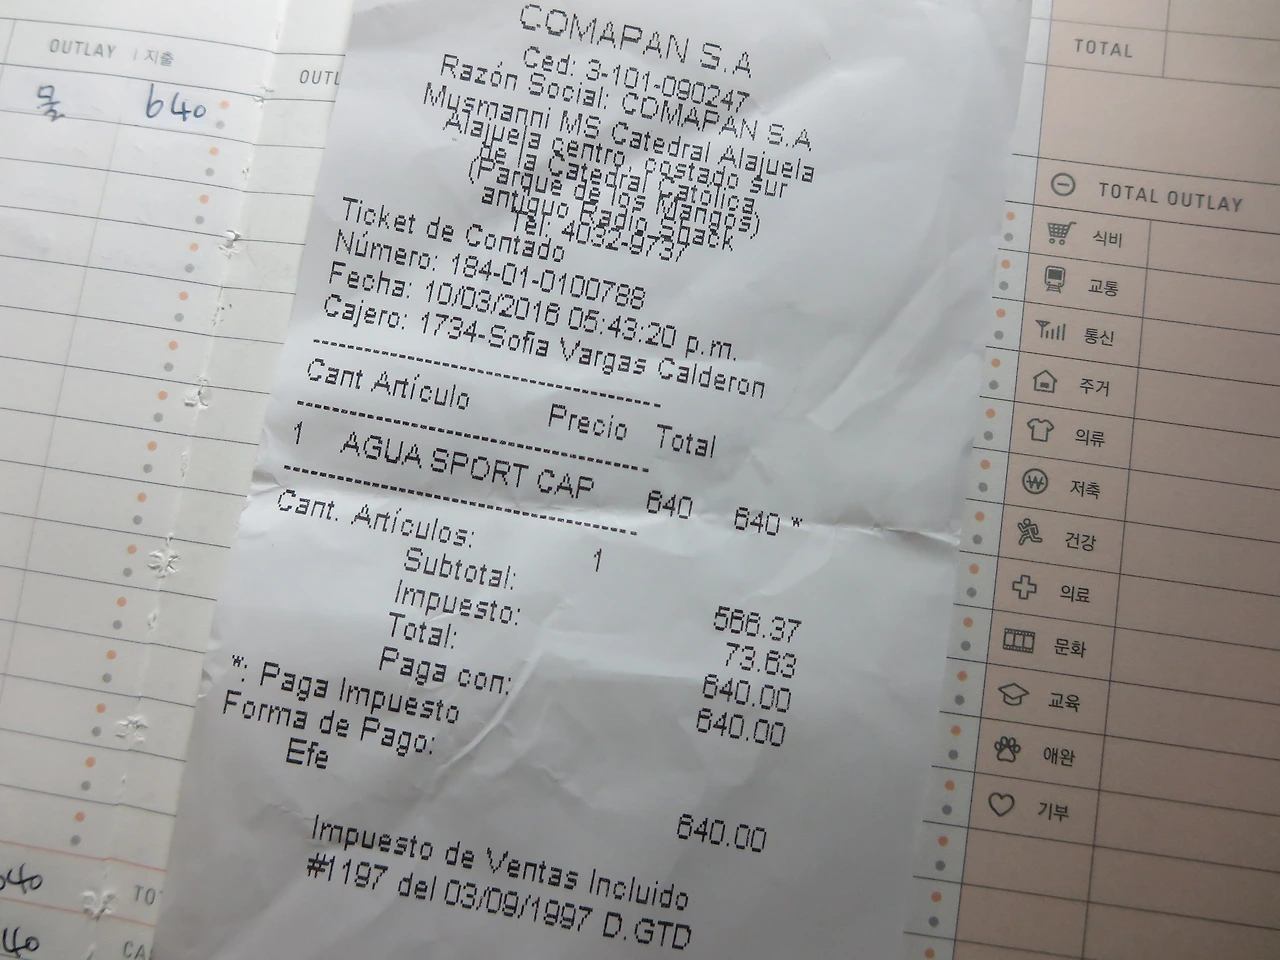 OUTLAY | 지출
물 640
OUTL
COMAPAN S.A
Ced: 3-101-090247
Razón Social: COMAPAN S.A
Musmanni MS Catedral Alajuela
Alajuela centro, costado sur
de la Catedral Catolica
(Parque de los Mangos)
antiguo Radio Shack
Tel: 4032-9737
Ticket de Contado
Número: 184-01-0100788
Fecha: 10/03/2016 05:43:20 p.m.
Cajero: 1734-Sofia Vargas Calderon
Cant Artículo Precio Total
1 AGUA SPORT CAP 640 640 *
Cant. Artículos: 1
Subtotal: 566.37
Impuesto: 73.63
Total: 640.00
Paga con: 640.00
*: Paga Impuesto
Forma de Pago:
Efe 640.00
Impuesto de Ventas Incluido
#1197 del 03/09/1997 D.GTD
TOTAL
TOTAL OUTLAY
식비
교통
통신
주거
의류
저축
건강
의료
문화
교육
애완
기부
40 TO
40 CA